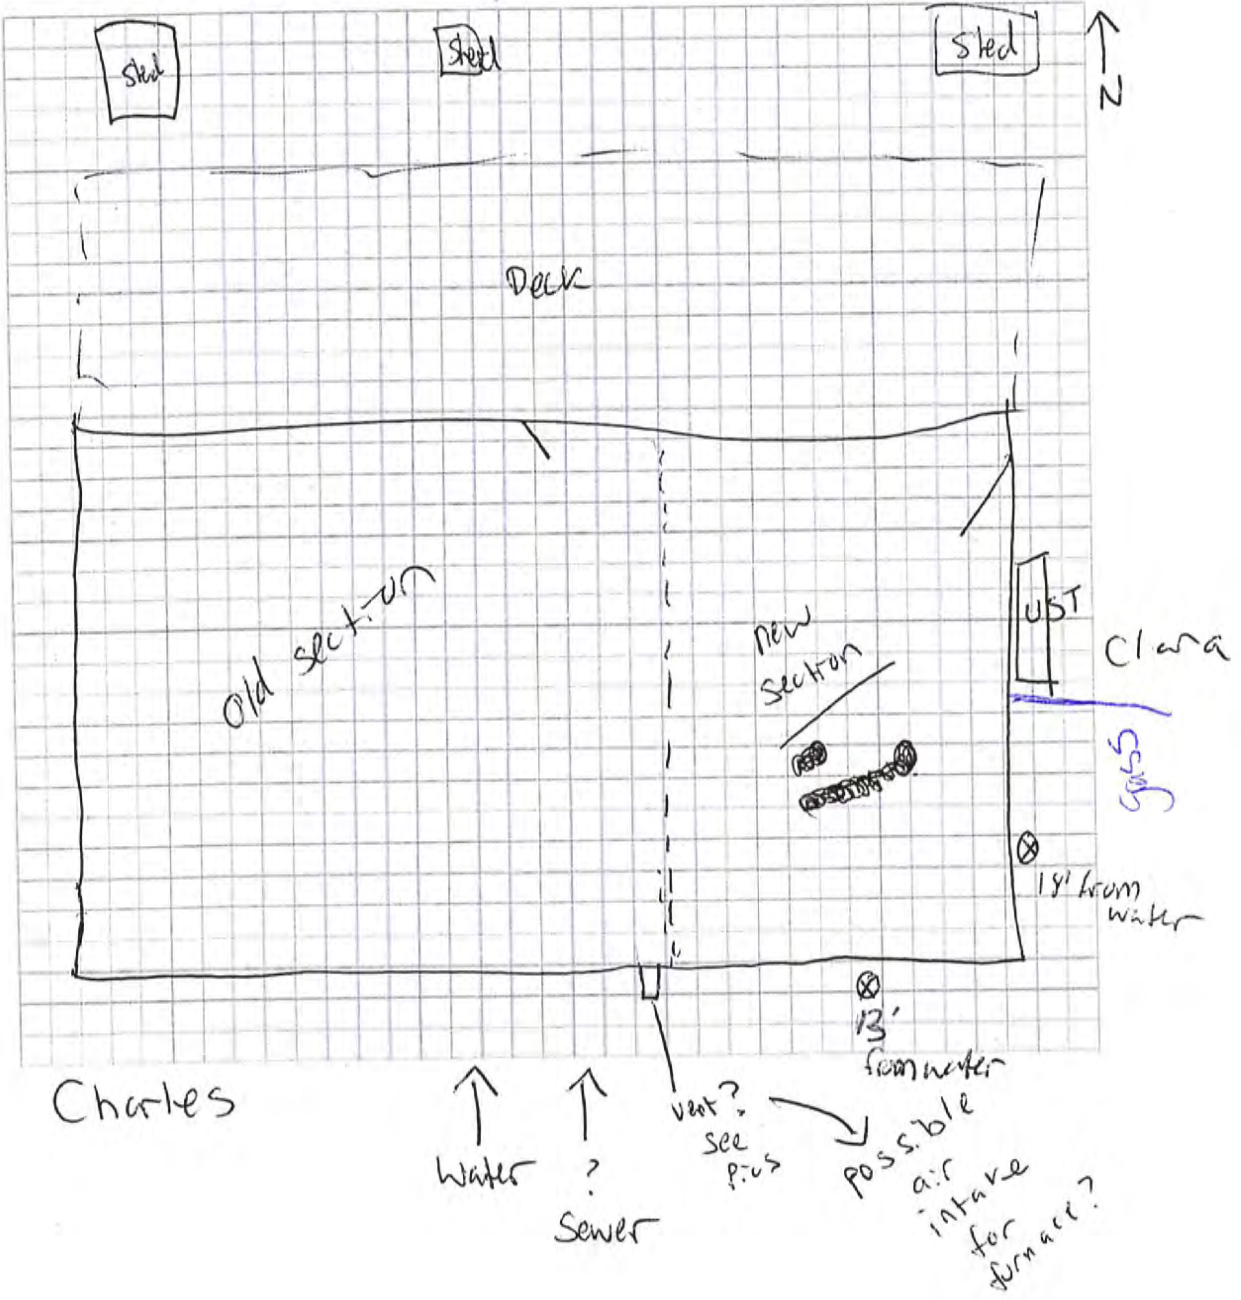 Shed
Shed
Shed
N
Deck
Old section
new
section
UST
Clara
gas
18' from
water
13'
from water
Charles
Water
?
Sewer
vent?
see
pics
possible
air
intake
for
furnace?